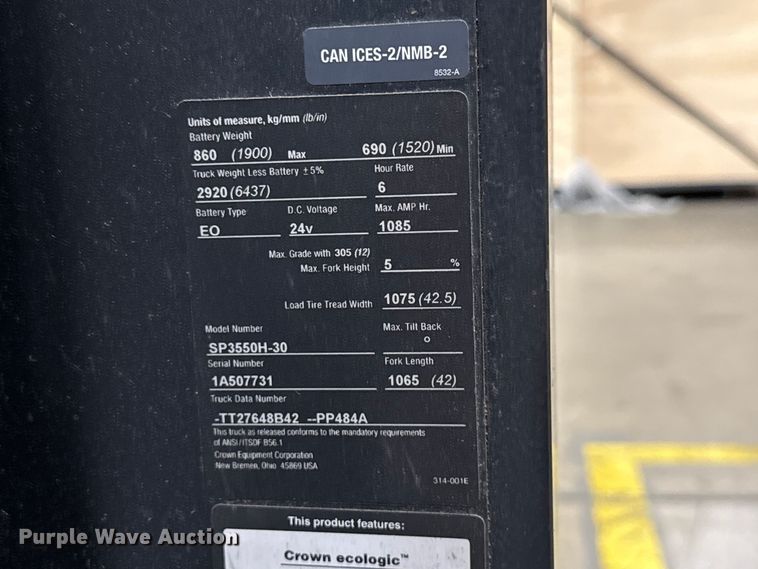 CAN ICES-2/NMB-2
8532-A
Units of measure, kg/mm (lb/in)
Battery Weight
860 (1900) Max 690 (1520) Min
Truck Weight Less Battery ±5% Hour Rate
2920 (6437) 6
Battery Type D.C. Voltage Max. AMP Hr.
EO 24v 1085
Max. Grade with 305 (12)
Max. Fork Height 5 %
Load Tire Tread Width 1075 (42.5)
Model Number Max. Tilt Back
SP3550H-30 o
Serial Number Fork Length
1A507731 1065 (42)
Truck Data Number
-TT27648B42 --PP484A
This truck as released conforms to the mandatory requirements
of ANSI/ITSDF B56.1
Crown Equipment Corporation
New Bremen, Ohio 45869 USA
314-001E
This product features:
Crown ecologic™
Purple Wave Auction